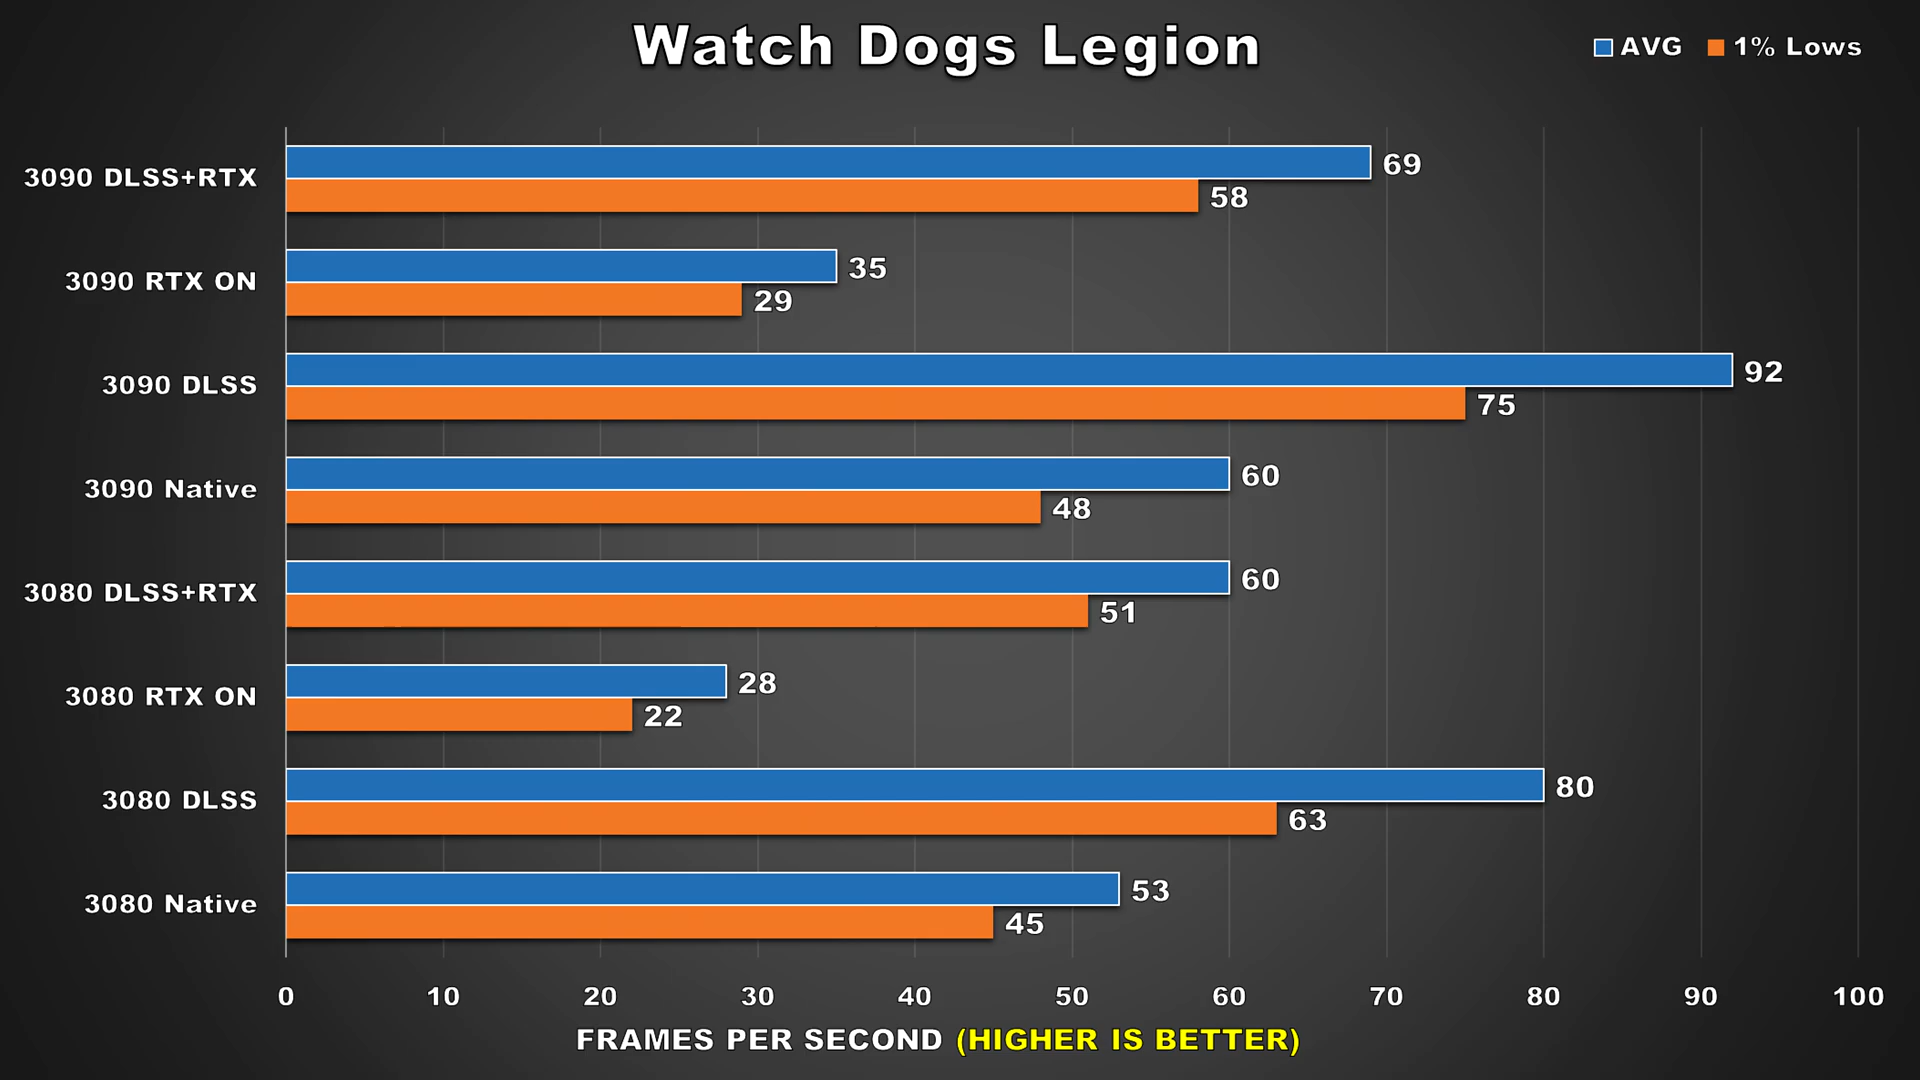 Watch Dogs Legion
AVG 1% Lows
3090 DLSS+RTX 69
58
3090 RTX ON 35
29
3090 DLSS 92
75
3090 Native 60
48
3080 DLSS+RTX 60
51
3080 RTX ON 28
22
3080 DLSS 80
63
3080 Native 53
45
0 10 20 30 40 50 60 70 80 90 100
FRAMES PER SECOND (HIGHER IS BETTER)